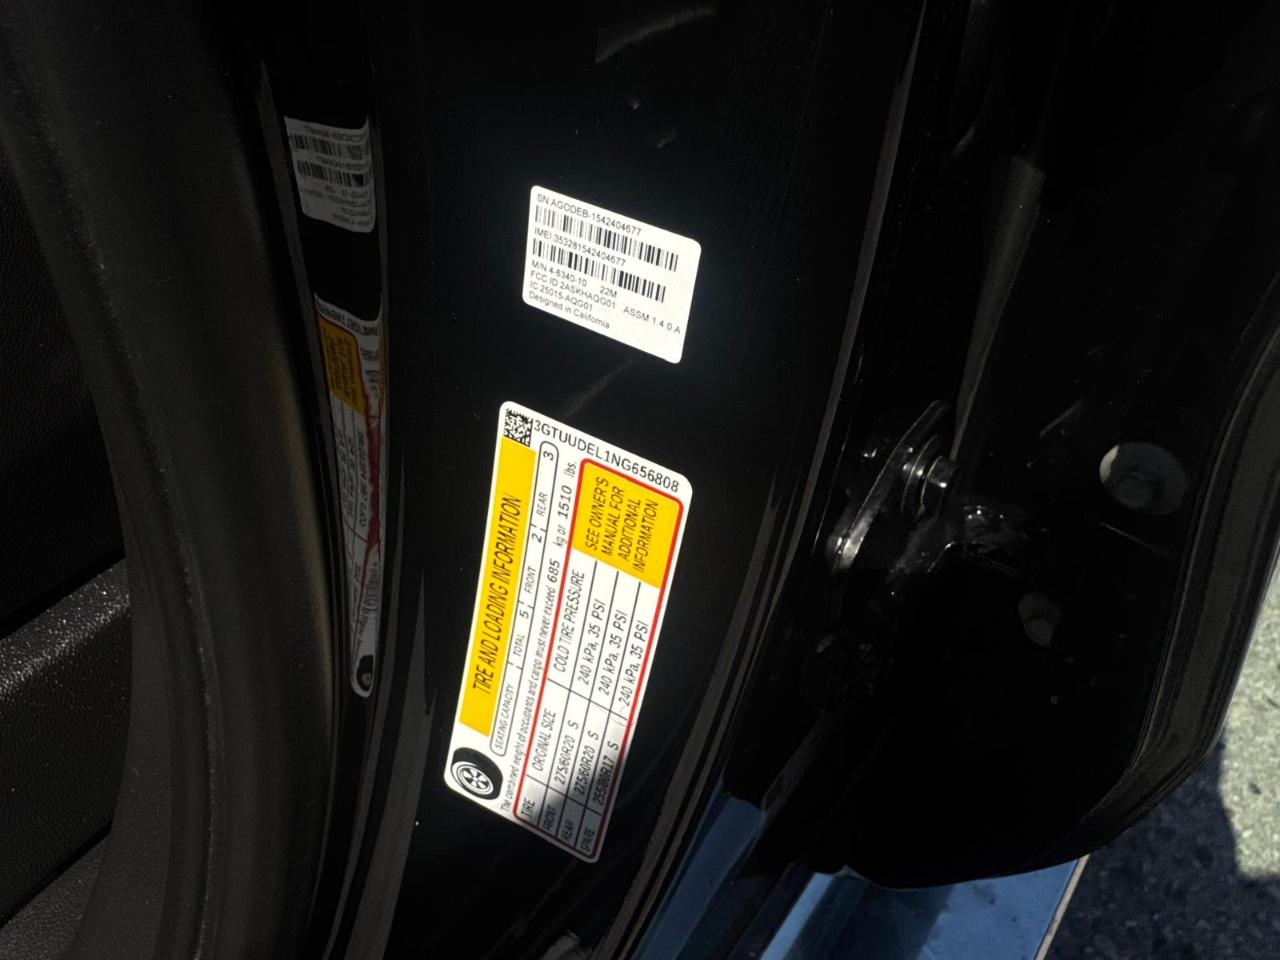 SN AGODEB-1542404677
IMEI 353281542404677
M/N 4-6340-10 22M
FCC ID 2ASKHAQG01 ASSM 1.4.0.A
IC 25015-AQG01
Designed in California
3GTUUDEL1NG656808
TIRE AND LOADING INFORMATION
SEATING CAPACITY TOTAL 5 FRONT 2 REAR 3
The combined weight of occupants and cargo must never exceed 685 kg or 1510 lbs.
TIRE ORIGINAL SIZE COLD TIRE PRESSURE
FRONT 275/60R20 S 240 kPa, 35 PSI
REAR 275/60R20 S 240 kPa, 35 PSI
SPARE 255/80R17 S 240 kPa, 35 PSI
SEE OWNER'S
MANUAL FOR
ADDITIONAL
INFORMATION